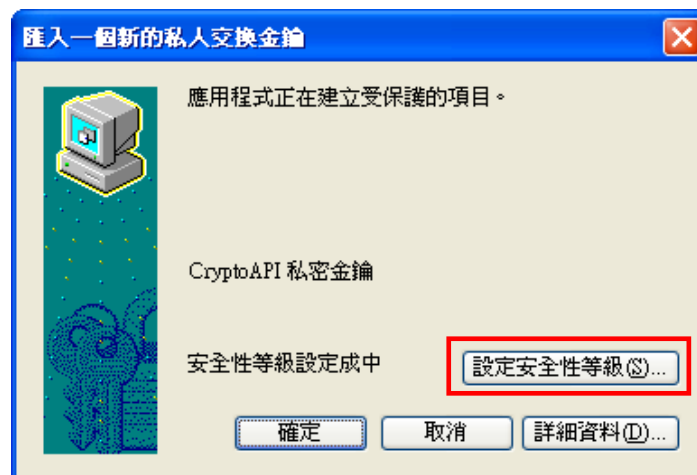 匯入一個新的私人交換金鑰
應用程式正在建立受保護的項目。
CryptoAPI 私密金鑰
安全性等級設定成中
設定安全性等級(S)...
確定
取消
詳細資料(D)...